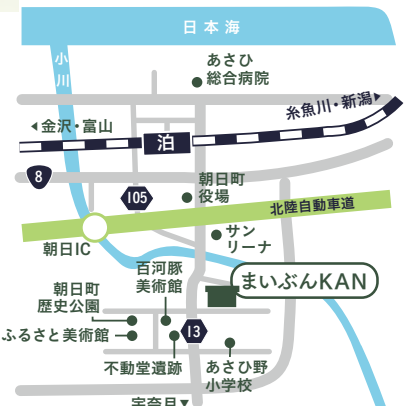 日本海
小川
あさひ
総合病院
糸魚川・新潟▶
◀金沢・富山
泊
8
朝日町
役場
105
北陸自動車道
サン
リーナ
朝日IC
百河豚
美術館
まいぶんKAN
朝日町
歴史公園
ふるさと美術館
13
不動堂遺跡
あさひ野
小学校
宇奈月▼